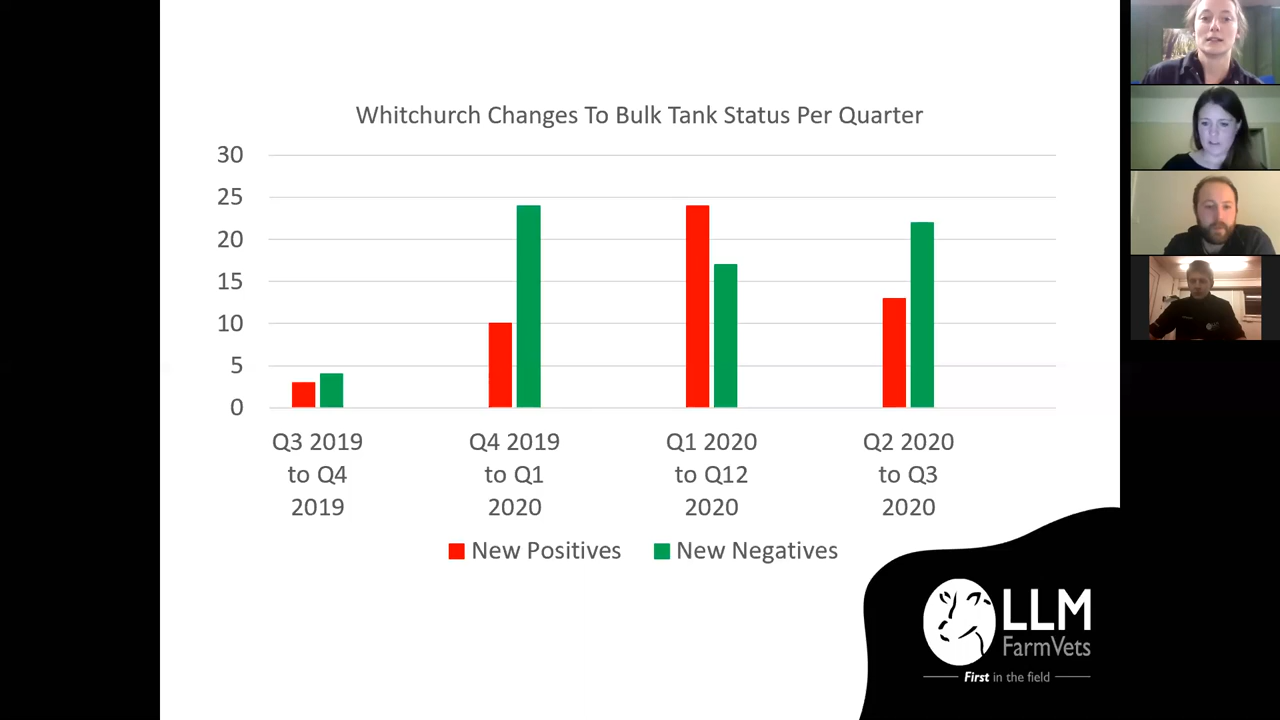 Whitchurch Changes To Bulk Tank Status Per Quarter
30
25
20
15
10
5
0
Q3 2019
to Q4
2019
Q4 2019
to Q1
2020
Q1 2020
to Q12
2020
Q2 2020
to Q3
2020
New Positives
New Negatives
LLM
FarmVets
First in the field